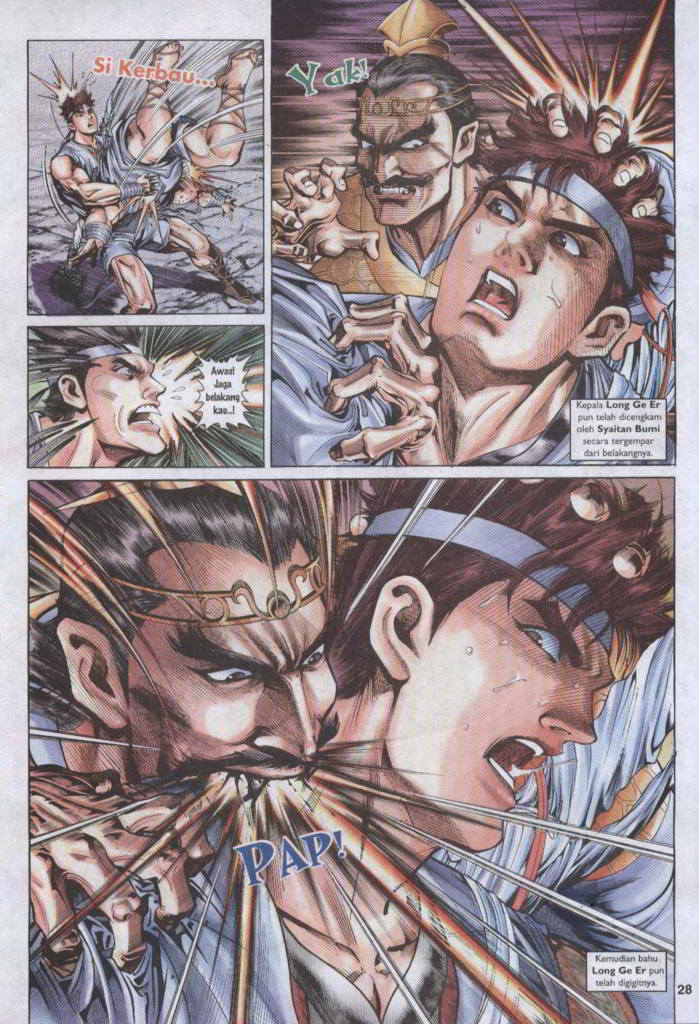 Si Kerbau...
Yak!
Kepala Long Ge Er
pun telah dicengkam
oleh Syaitan Bumi
secara tergempar
dari belakangnya.
Awas!
Jaga
belakang
kau...!
PAP!
Kemudian bahu
Long Ge Er pun
telah digigitnya.
28